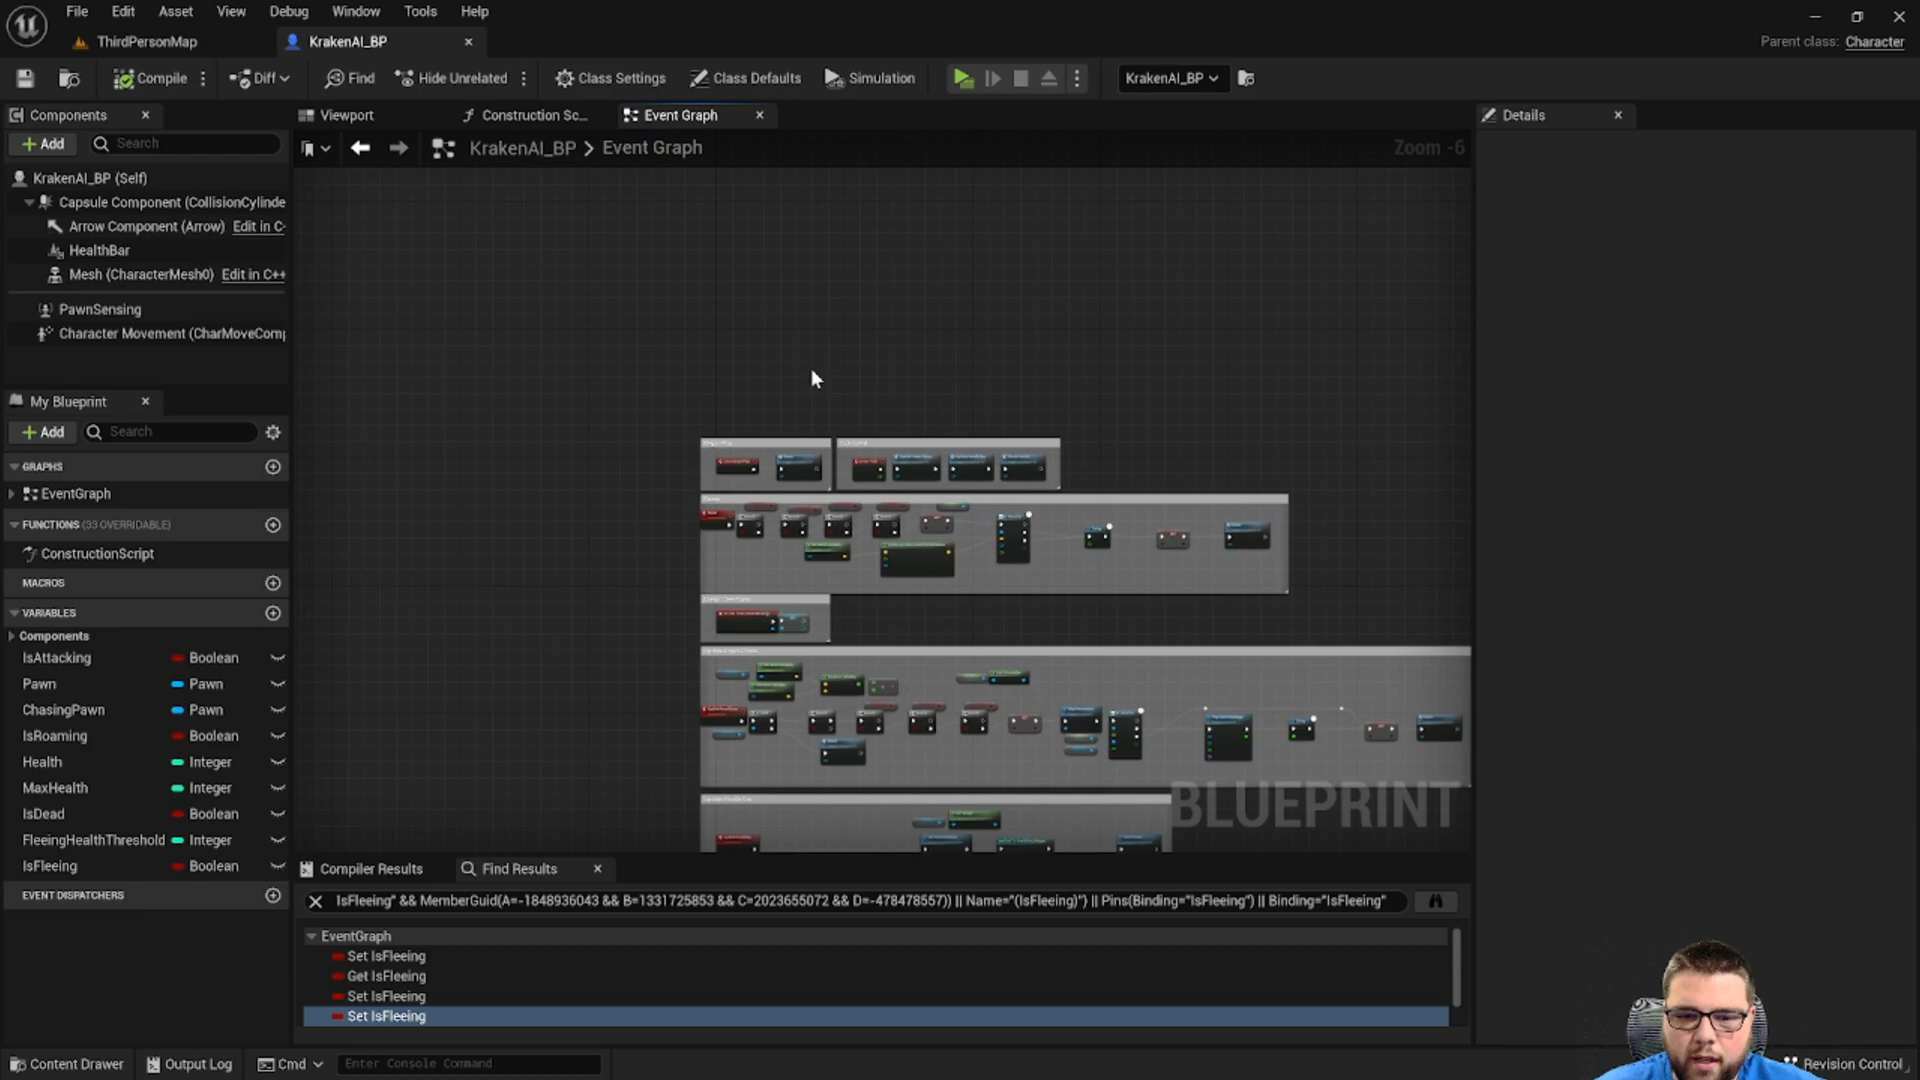 File Edit Asset View Debug Window Tools Help
ThirdPersonMap
KrakenAI_BP
Parent class: Character
Compile
Diff
Find
Hide Unrelated
Class Settings
Class Defaults
Simulation
KrakenAI_BP
Components
Add
Search
KrakenAI_BP (Self)
Capsule Component (CollisionCylinde
Arrow Component (Arrow) Edit in C-
HealthBar
Mesh (CharacterMesh0) Edit in C++
PawnSensing
Character Movement (CharMoveComp
My Blueprint
Add
Search
GRAPHS
EventGraph
FUNCTIONS (33 OVERRIDABLE)
ConstructionScript
MACROS
VARIABLES
Components
IsAttacking Boolean
Pawn Pawn
ChasingPawn Pawn
IsRoaming Boolean
Health Integer
MaxHealth Integer
IsDead Boolean
FleeingHealthThreshold Integer
IsFleeing Boolean
EVENT DISPATCHERS
Viewport
Construction Sc...
Event Graph
KrakenAI_BP > Event Graph
Zoom -6
BLUEPRINT
Details
Compiler Results
Find Results
IsFleeing" && MemberGuid(A=-1848936043 && B=1331725853 && C=2023655072 && D=-478478557)) || Name="(IsFleeing)"} || Pins(Binding="IsFleeing") || Binding="IsFleeing"
EventGraph
Set IsFleeing
Get IsFleeing
Set IsFleeing
Set IsFleeing
Content Drawer
Output Log
Cmd
Enter Console Command
Revision Control